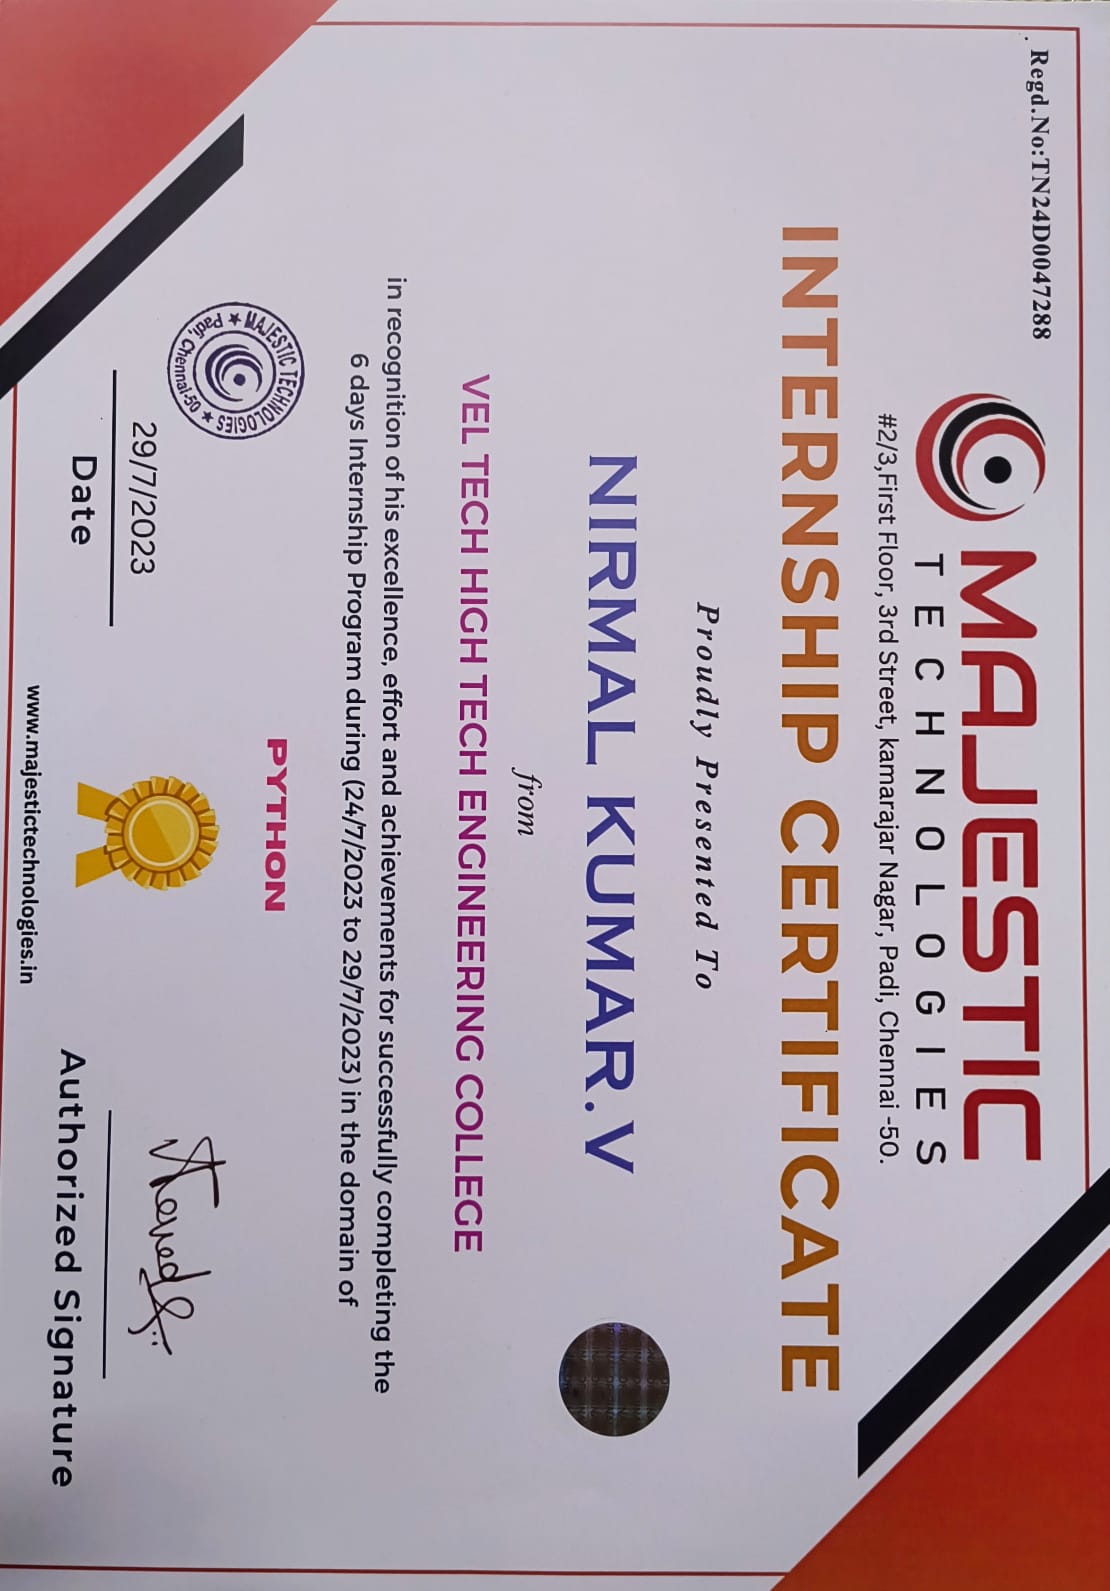 Regd.No:TN24D0047288
MAJESTIC
TECHNOLOGIES
#2/3,First Floor, 3rd Street, kamarajar Nagar, Padi, Chennai -50.
INTERNSHIP CERTIFICATE
Proudly Presented To
NIRMAL KUMAR.V
from
VEL TECH HIGH TECH ENGINEERING COLLEGE
in recognition of his excellence, effort and achievements for successfully completing the
6 days Internship Program during (24/7/2023 to 29/7/2023) in the domain of
PYTHON
MAJESTIC TECHNOLOGIES
Padi, Chennai-50
29/7/2023
Date
Authorized Signature
www.majestictechnologies.in